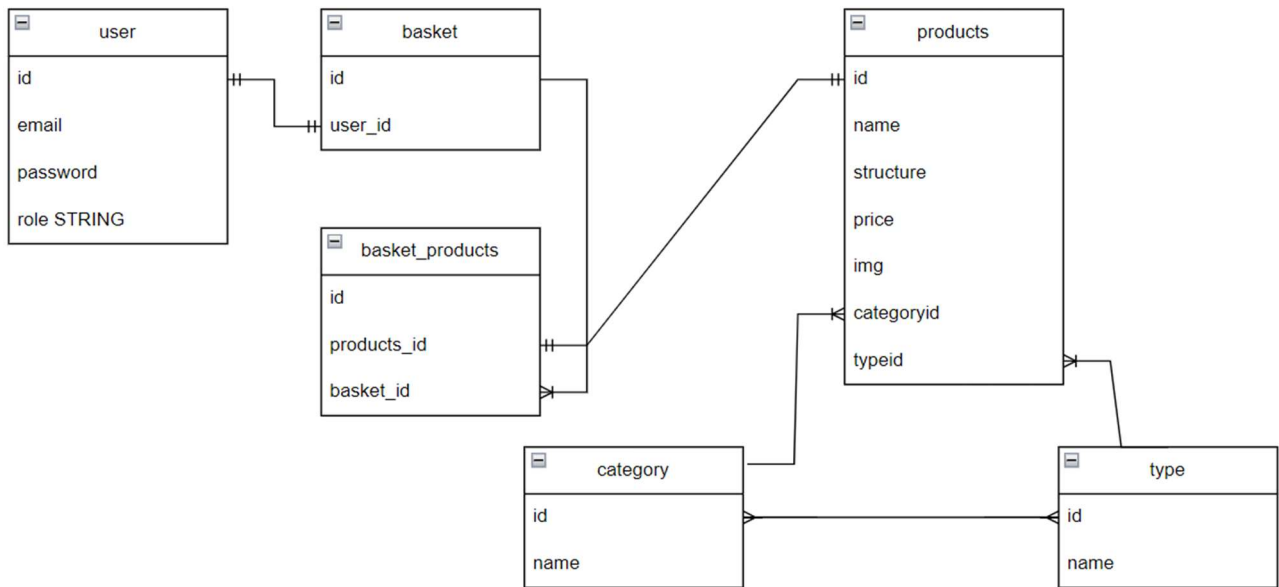 user
id
email
password
role STRING
basket
id
user_id
basket_products
id
products_id
basket_id
products
id
name
structure
price
img
categoryid
typeid
category
id
name
type
id
name